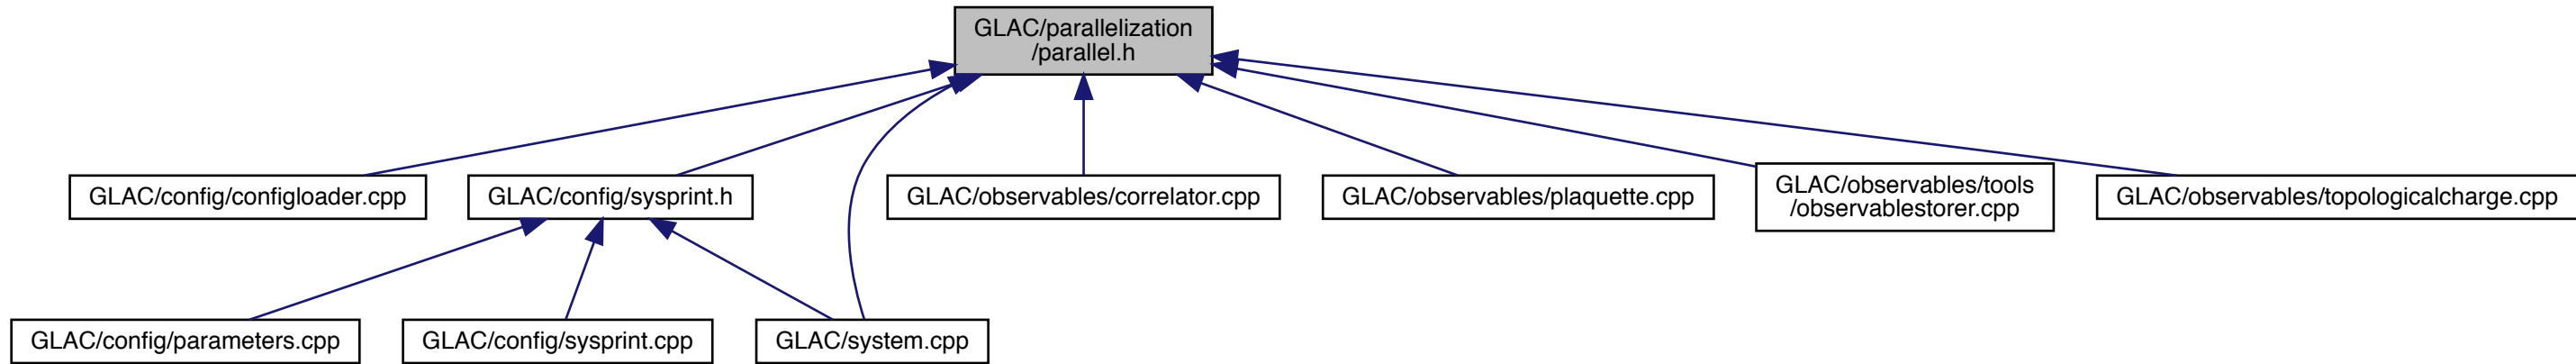 GLAC/parallelization
/parallel.h
GLAC/config/configloader.cpp
GLAC/config/sysprint.h
GLAC/observables/correlator.cpp
GLAC/observables/plaquette.cpp
GLAC/observables/tools
/observablestorer.cpp
GLAC/observables/topologicalcharge.cpp
GLAC/config/parameters.cpp
GLAC/config/sysprint.cpp
GLAC/system.cpp